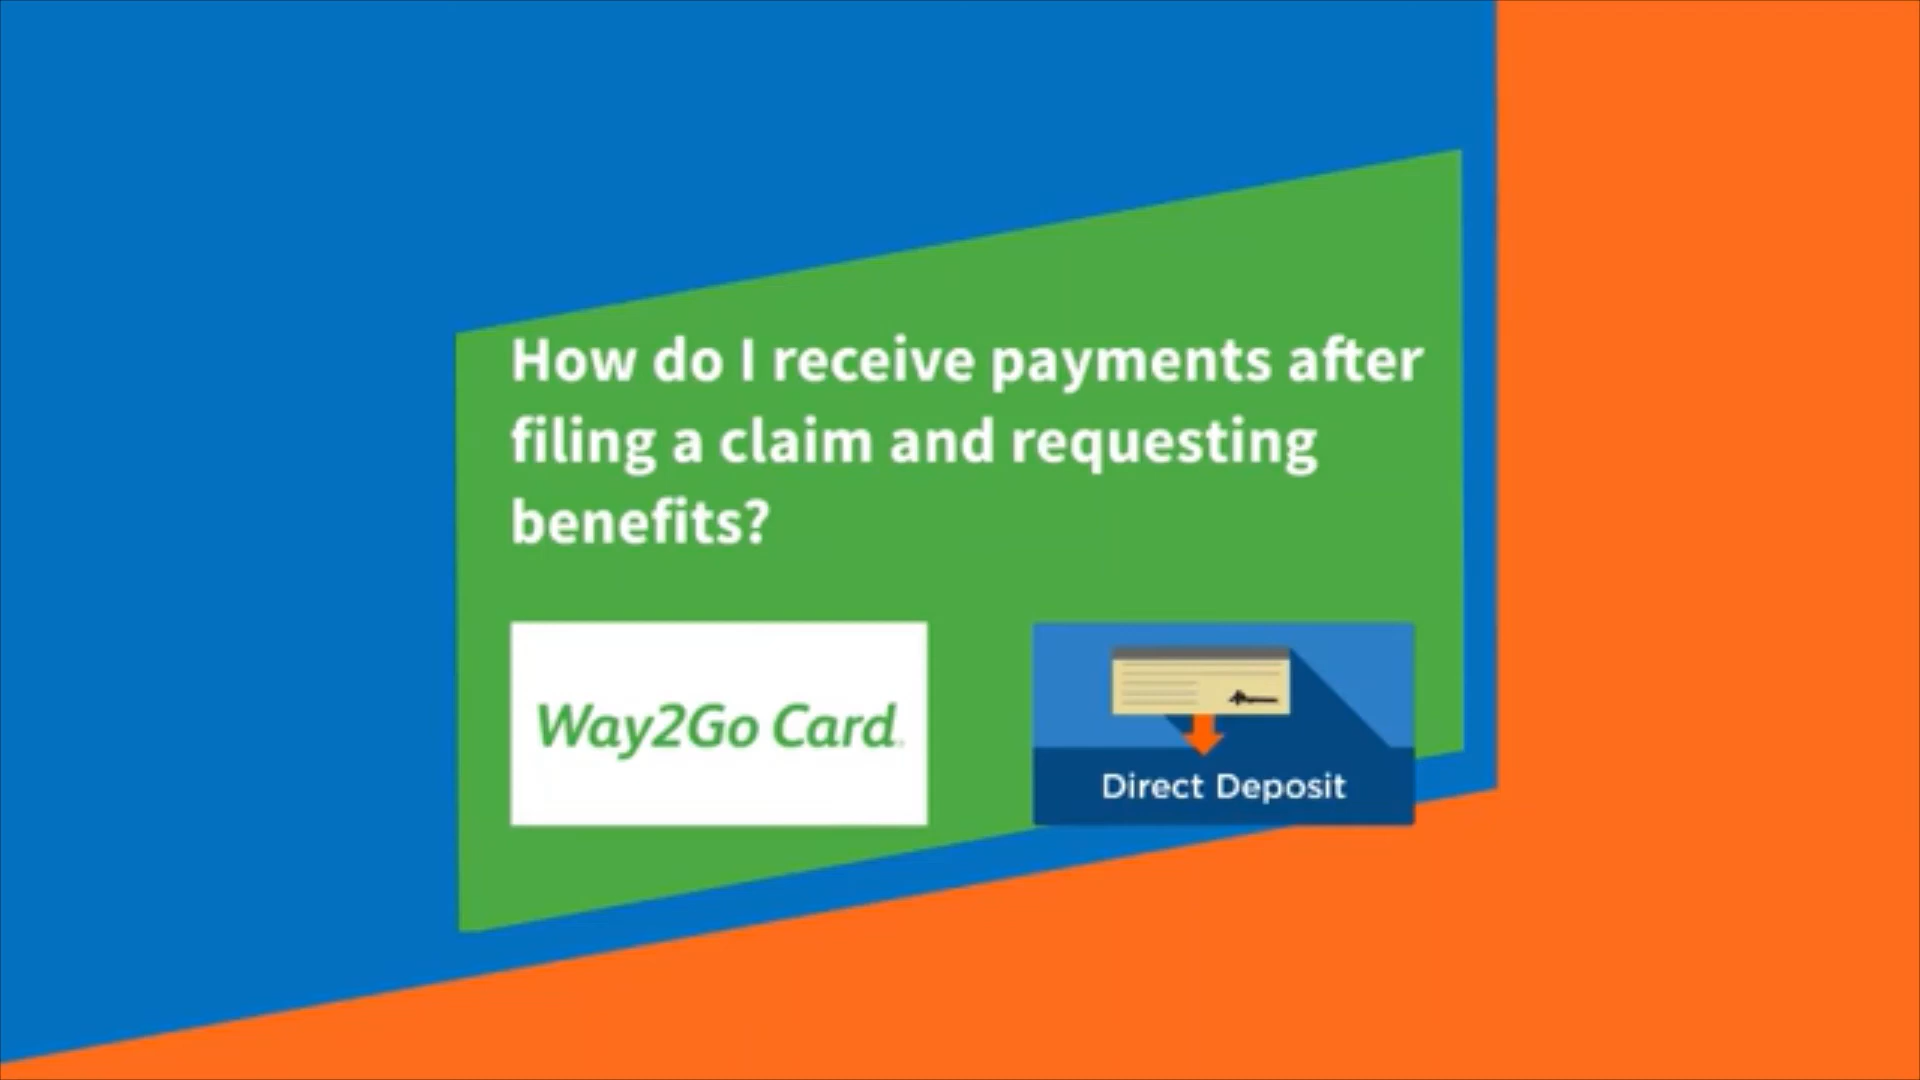 How do I receive payments after
filing a claim and requesting
benefits?
Way2Go Card
Direct Deposit